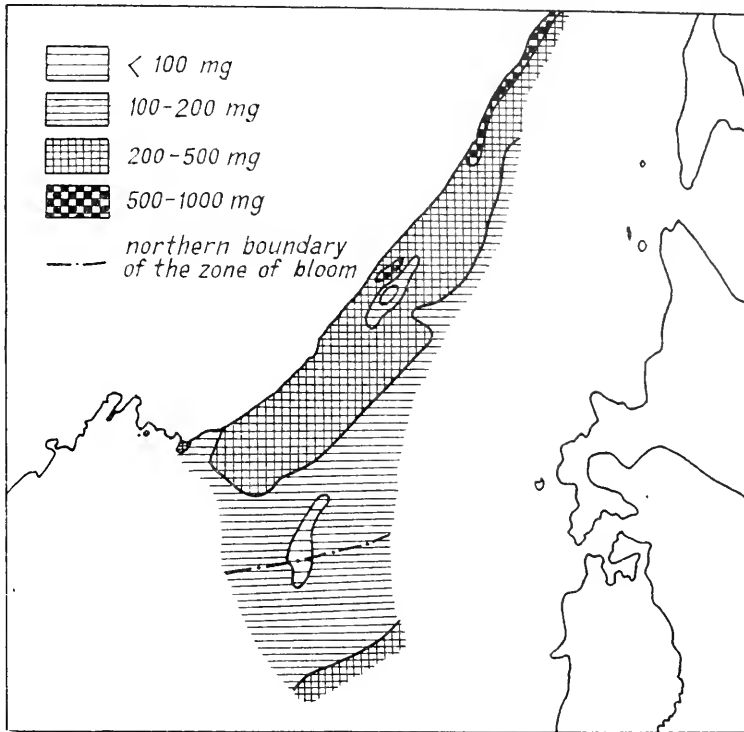 < 100 mg
100-200 mg
200-500 mg
500-1000 mg
northern boundary
of the zone of bloom